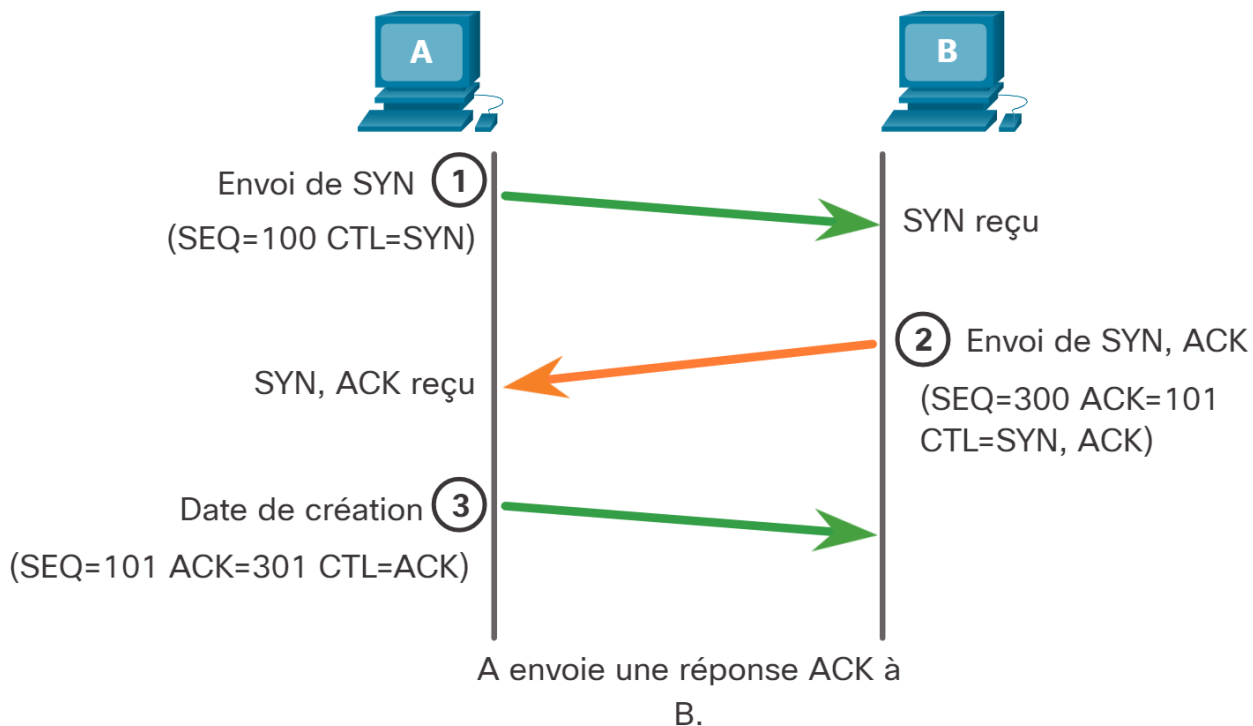 A
B
Envoi de SYN 1
(SEQ=100 CTL=SYN)
SYN reçu
2 Envoi de SYN, ACK
(SEQ=300 ACK=101
CTL=SYN, ACK)
SYN, ACK reçu
Date de création 3
(SEQ=101 ACK=301 CTL=ACK)
A envoie une réponse ACK à
B.